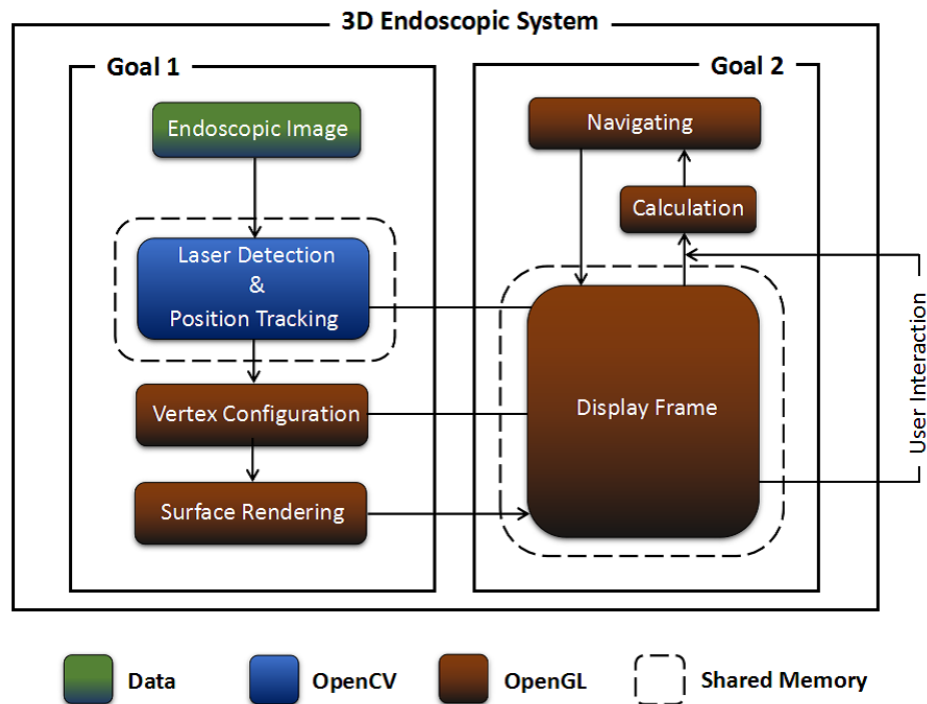 3D Endoscopic System
Goal 1
Endoscopic Image
Laser Detection
&
Position Tracking
Vertex Configuration
Surface Rendering
Goal 2
Navigating
Calculation
Display Frame
User Interaction
Data
OpenCV
OpenGL
Shared Memory